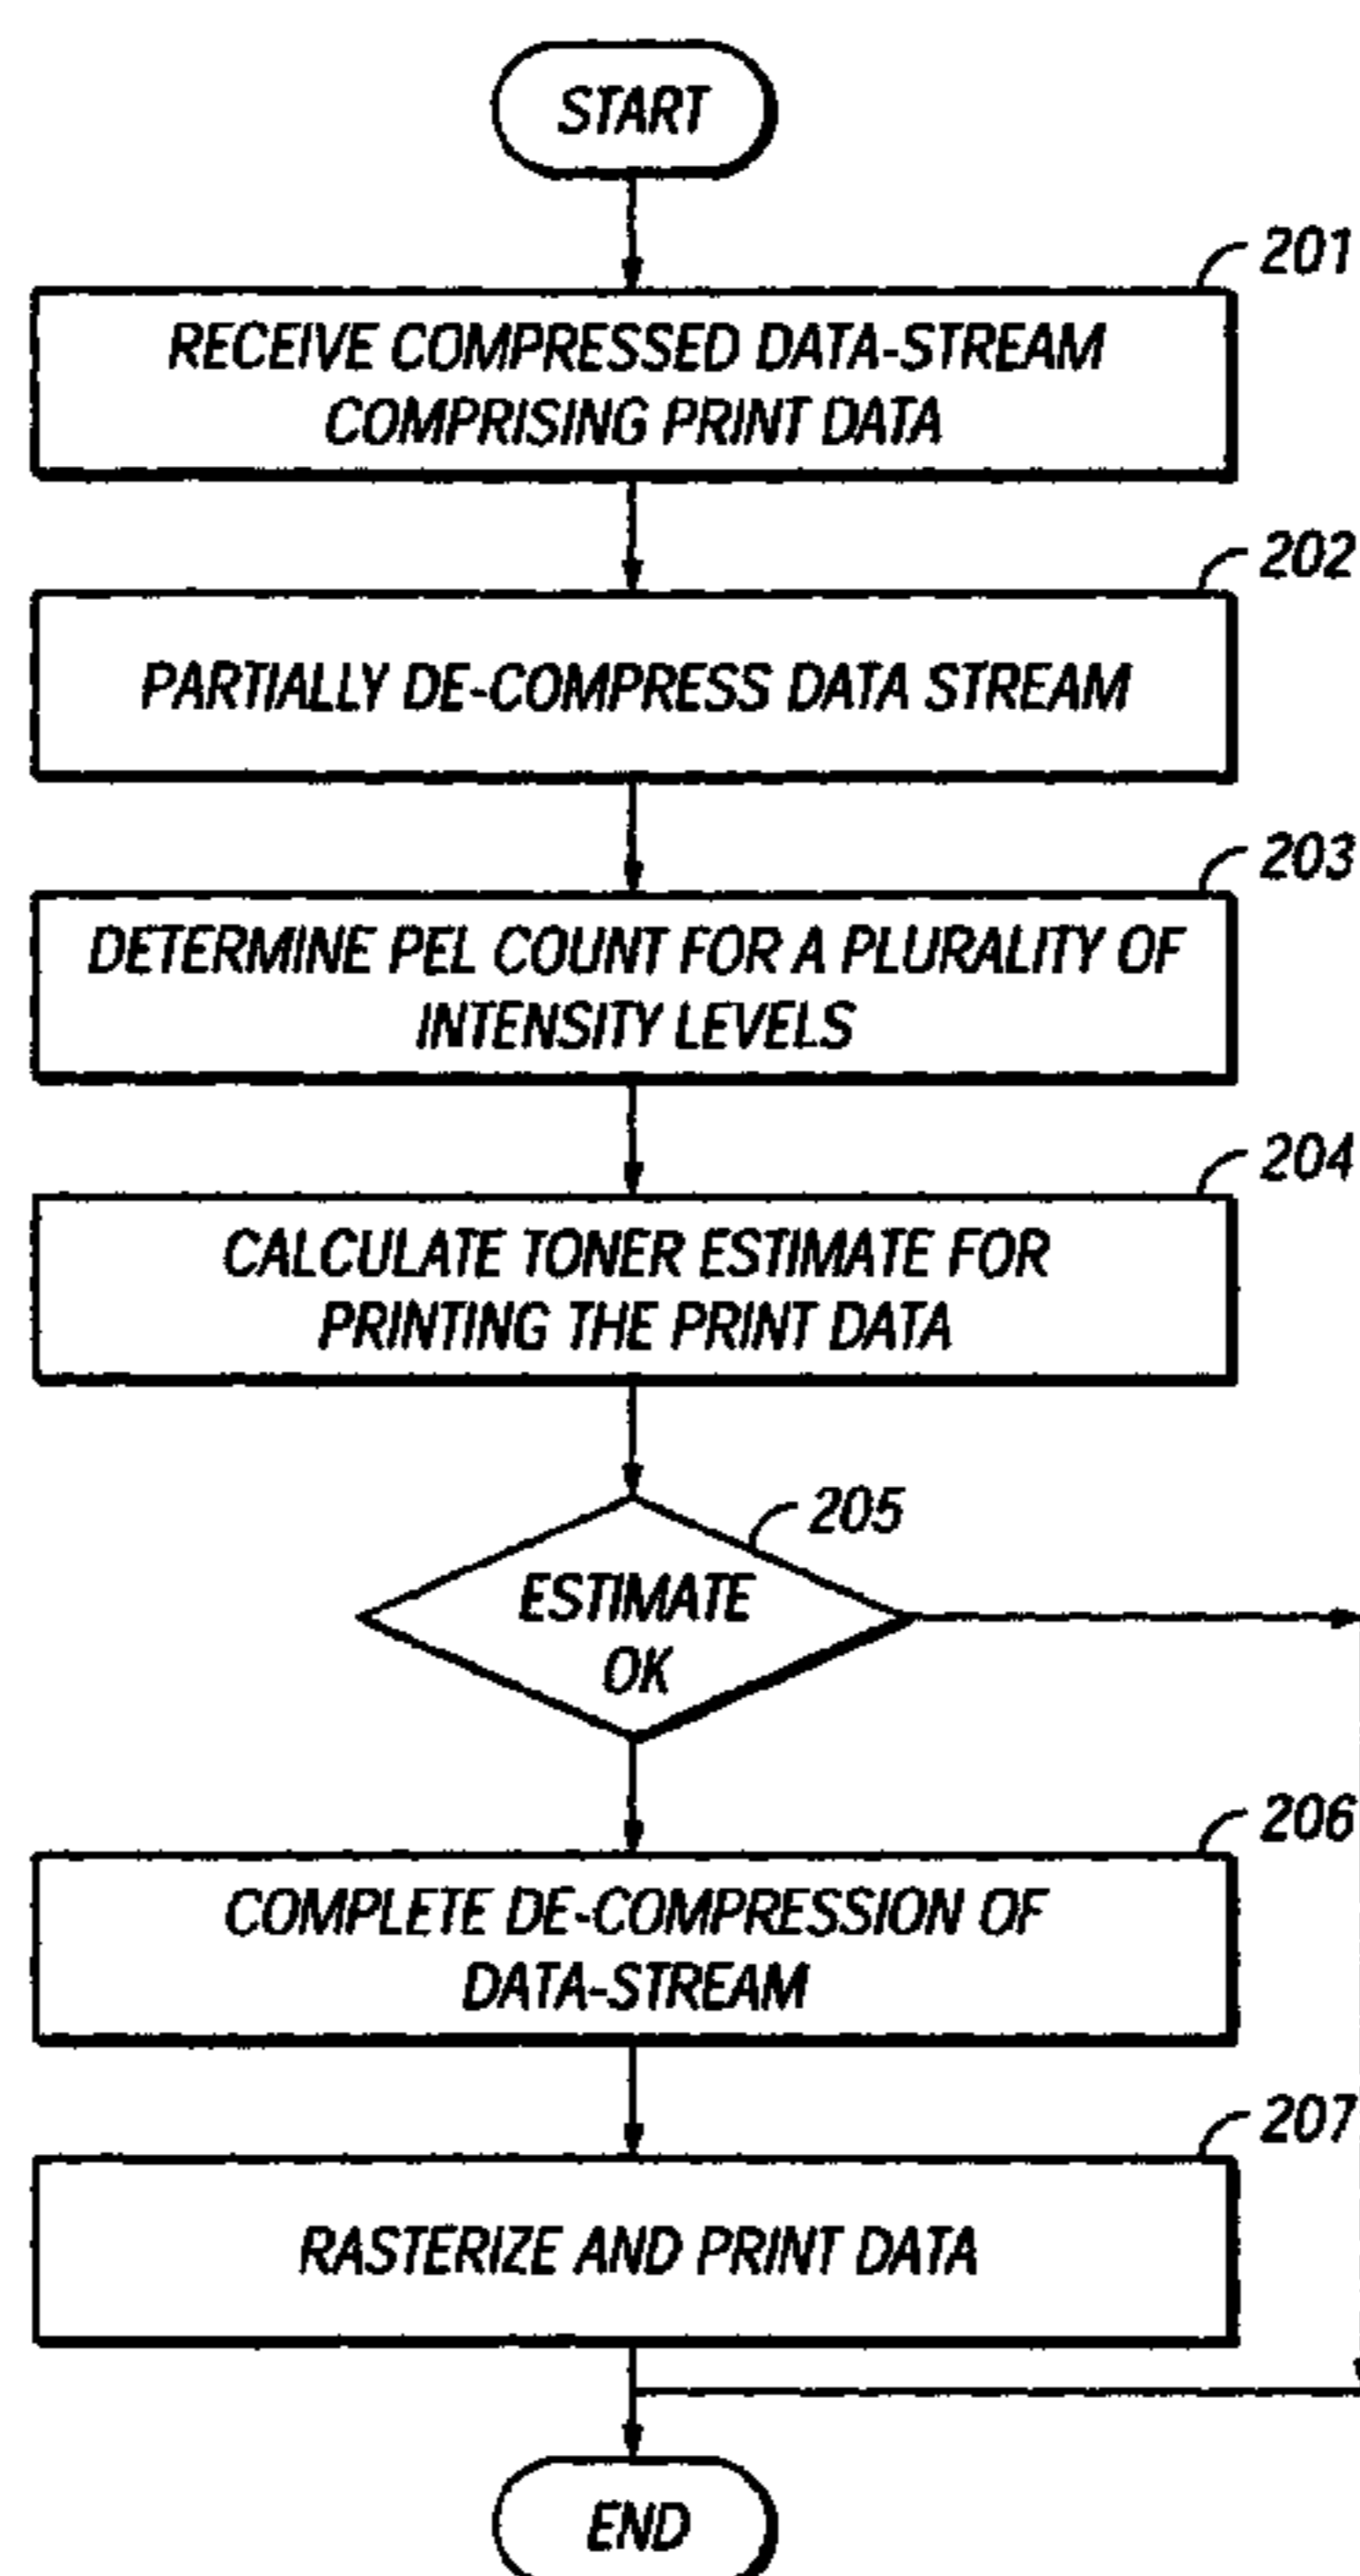 START
201
RECEIVE COMPRESSED DATA-STREAM
COMPRISING PRINT DATA
202
PARTIALLY DE-COMPRESS DATA STREAM
203
DETERMINE PEL COUNT FOR A PLURALITY OF
INTENSITY LEVELS
204
CALCULATE TONER ESTIMATE FOR
PRINTING THE PRINT DATA
205
ESTIMATE
OK
206
COMPLETE DE-COMPRESSION OF
DATA-STREAM
207
RASTERIZE AND PRINT DATA
END